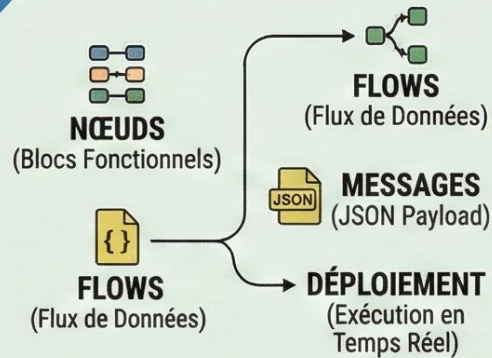 NŒUDS
(Blocs Fonctionnels)
FLOWS
(Flux de Données)
JSON
MESSAGES
(JSON Payload)
{ }
FLOWS
(Flux de Données)
DÉPLOIEMENT
(Exécution en
Temps Réel)